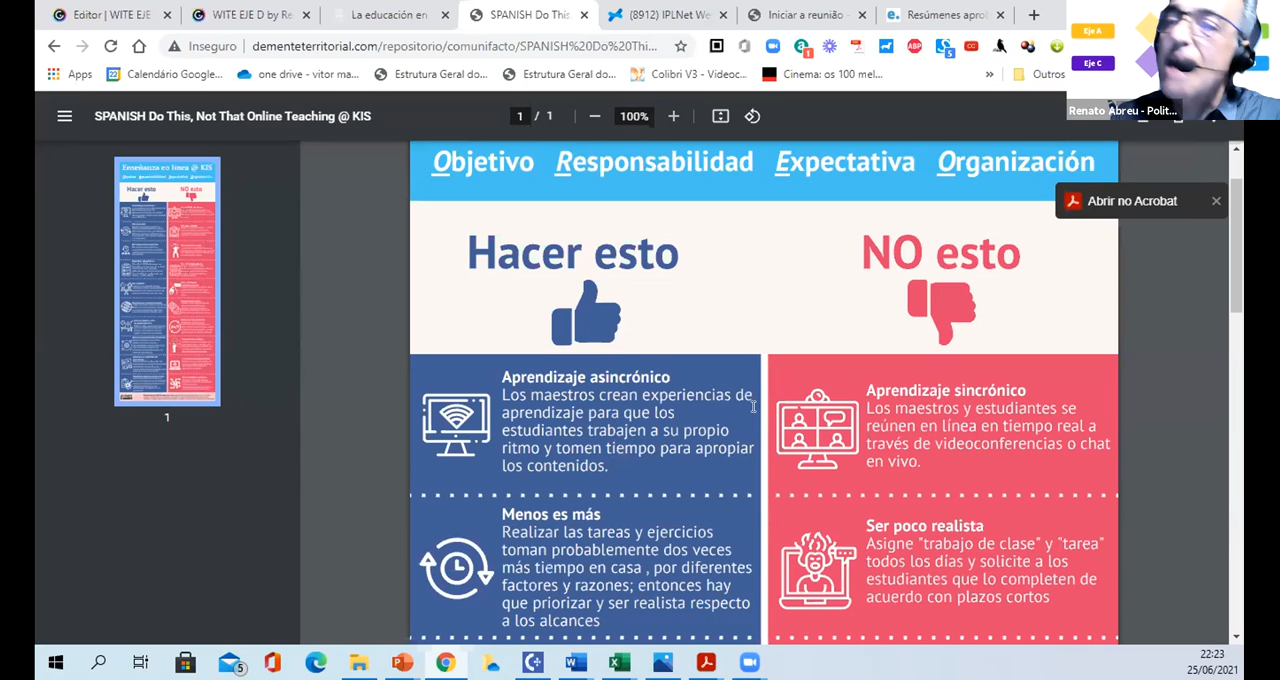 Editor | WITE EJE
WITE EJE D by Re
La educación en
SPANISH Do This,
(8912) IPLNet We
Iniciar a reunião -
Resúmenes apro
Eje A
Eje C
Renato Abreu - Polit...
Inseguro
dementeterritorial.com/repositorio/comunifacto/SPANISH%20Do%20Thi...
Apps
Calendário Google...
one drive - vitor ma...
Estrutura Geral do...
Estrutura Geral do...
Colibri V3 - Videoc...
Cinema: os 100 mel...
»
Outros
SPANISH Do This, Not That Online Teaching @ KIS
1 / 1
100%
Abrir no Acrobat
Enseñanza en línea @ KIS
Hacer esto
NO esto
1
Objetivo Responsabilidad Expectativa Organización
Hacer esto
NO esto
Aprendizaje asincrónico
Los maestros crean experiencias de
aprendizaje para que los
estudiantes trabajen a su propio
ritmo y tomen tiempo para apropiar
los contenidos.
Aprendizaje sincrónico
Los maestros y estudiantes se
reúnen en línea en tiempo real a
través de videoconferencias o chat
en vivo.
Menos es más
Realizar las tareas y ejercicios
toman probablemente dos veces
más tiempo en casa , por diferentes
factores y razones; entonces hay
que priorizar y ser realista respecto
a los alcances
Ser poco realista
Asigne "trabajo de clase" y "tarea"
todos los días y solicite a los
estudiantes que lo completen de
acuerdo con plazos cortos
5
22:23
25/06/2021